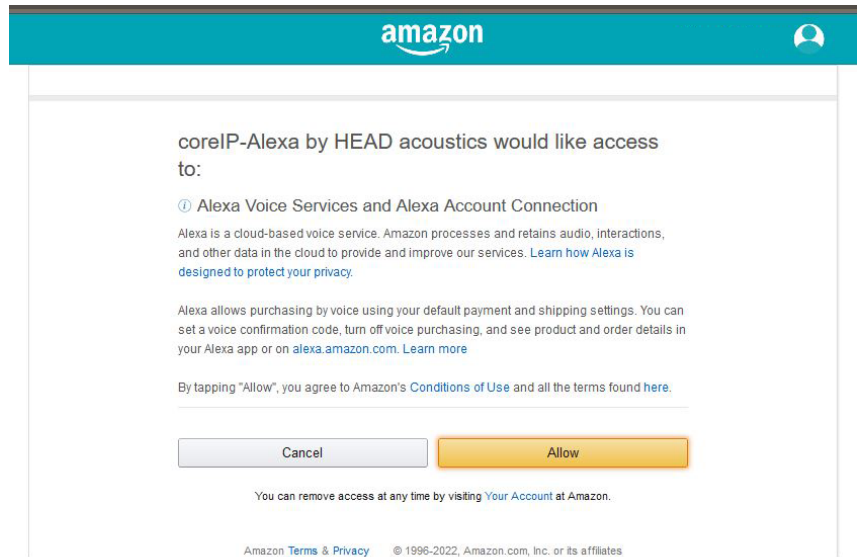 amazon
coreIP-Alexa by HEAD acoustics would like access
to:
i Alexa Voice Services and Alexa Account Connection
Alexa is a cloud-based voice service. Amazon processes and retains audio, interactions,
and other data in the cloud to provide and improve our services. Learn how Alexa is
designed to protect your privacy.
Alexa allows purchasing by voice using your default payment and shipping settings. You can
set a voice confirmation code, turn off voice purchasing, and see product and order details in
your Alexa app or on alexa.amazon.com. Learn more
By tapping "Allow", you agree to Amazon's Conditions of Use and all the terms found here.
Cancel Allow
You can remove access at any time by visiting Your Account at Amazon.
Amazon Terms & Privacy © 1996-2022, Amazon.com, Inc. or its affiliates